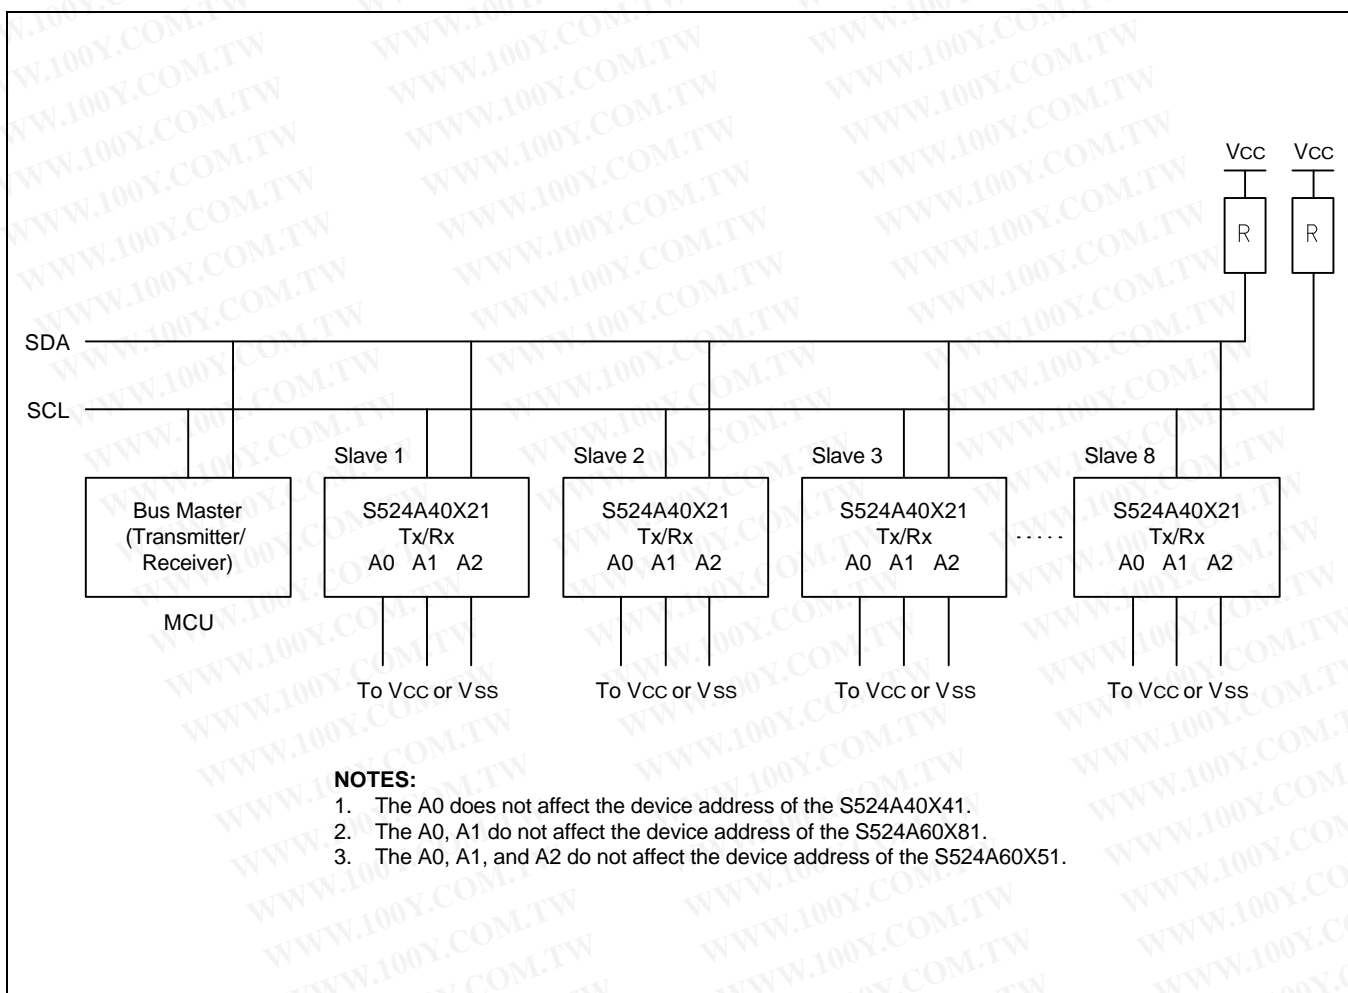 VCC VCC
R R
SDA
SCL
Slave 1 Slave 2 Slave 3 Slave 8
Bus Master
(Transmitter/
Receiver)
MCU
S524A40X21
Tx/Rx
A0 A1 A2
To VCC or VSS
S524A40X21
Tx/Rx
A0 A1 A2
To VCC or VSS
S524A40X21
Tx/Rx
A0 A1 A2
To VCC or VSS
.....
S524A40X21
Tx/Rx
A0 A1 A2
To VCC or VSS
NOTES:
1. The A0 does not affect the device address of the S524A40X41.
2. The A0, A1 do not affect the device address of the S524A60X81.
3. The A0, A1, and A2 do not affect the device address of the S524A60X51.
WWW.100Y.COM.TW